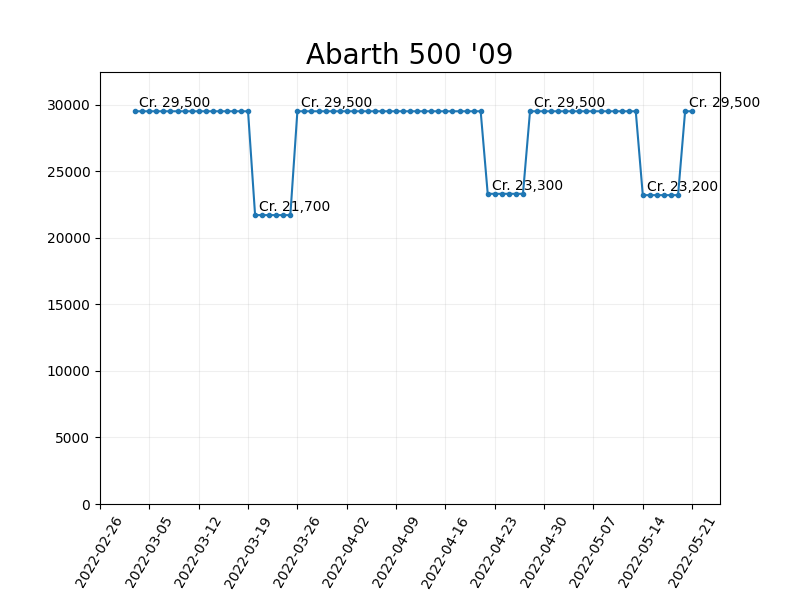 Abarth 500 '09
30000
25000
20000
15000
10000
5000
0
Cr. 29,500
Cr. 29,500
Cr. 29,500
Cr. 29,500
Cr. 23,300
Cr. 23,200
Cr. 21,700
2022-02-26
2022-03-05
2022-03-12
2022-03-19
2022-03-26
2022-04-02
2022-04-09
2022-04-16
2022-04-23
2022-04-30
2022-05-07
2022-05-14
2022-05-21